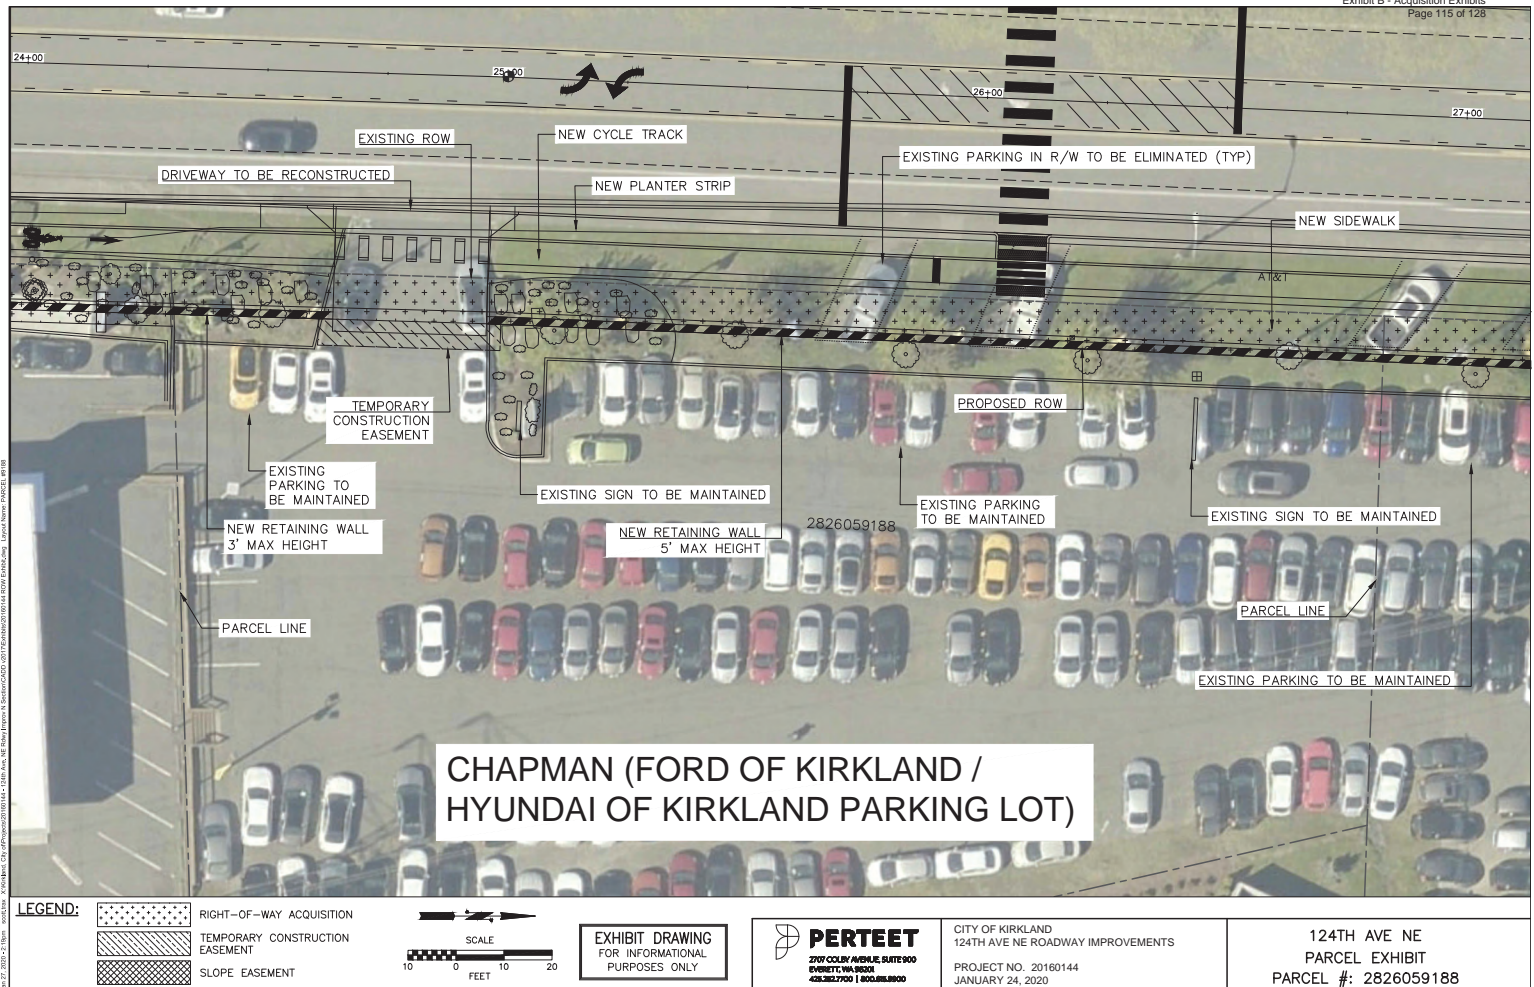 Exhibit B - Acquisition Exhibits
Page 115 of 128
24+00
25+00
26+00
27+00
EXISTING ROW
NEW CYCLE TRACK
EXISTING PARKING IN R/W TO BE ELIMINATED (TYP)
DRIVEWAY TO BE RECONSTRUCTED
NEW PLANTER STRIP
NEW SIDEWALK
AT&T
TEMPORARY
CONSTRUCTION
EASEMENT
PROPOSED ROW
EXISTING
PARKING TO
BE MAINTAINED
EXISTING SIGN TO BE MAINTAINED
EXISTING PARKING
TO BE MAINTAINED
EXISTING SIGN TO BE MAINTAINED
NEW RETAINING WALL
3' MAX HEIGHT
NEW RETAINING WALL
5' MAX HEIGHT
2826059188
PARCEL LINE
PARCEL LINE
EXISTING PARKING TO BE MAINTAINED
CHAPMAN (FORD OF KIRKLAND /
HYUNDAI OF KIRKLAND PARKING LOT)
LEGEND:
RIGHT-OF-WAY ACQUISITION
TEMPORARY CONSTRUCTION
EASEMENT
SLOPE EASEMENT
SCALE
10 0 10 20
FEET
EXHIBIT DRAWING
FOR INFORMATIONAL
PURPOSES ONLY
PERTEET
2707 COLBY AVENUE, SUITE 900
EVERETT, WA 98201
CITY OF KIRKLAND
124TH AVE NE ROADWAY IMPROVEMENTS
PROJECT NO. 20160144
JANUARY 24, 2020
124TH AVE NE
PARCEL EXHIBIT
PARCEL #: 2826059188